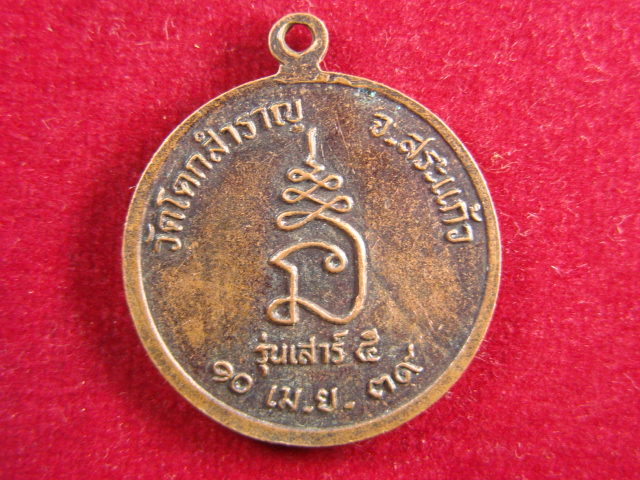 วัดโคกสำราญ จ.สระแก้ว
รุ่นเสาร์ ๕
๑๐ เม.ย. ๓๙